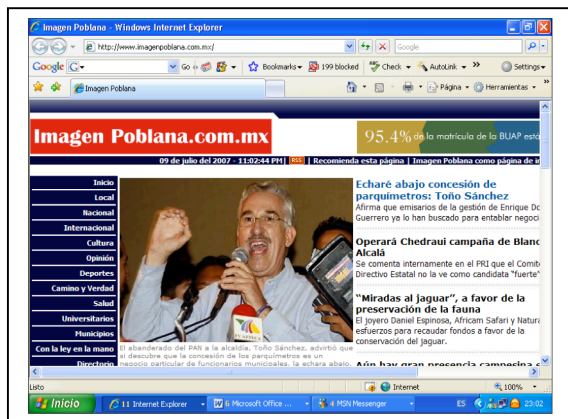 Imagen Poblana - Windows Internet Explorer
http://www.imagenpoblana.com.mx/
Google
Google G
Go
Bookmarks
199 blocked
Check
AutoLink
Settings
Imagen Poblana
Página
Herramientas
Imagen Poblana.com.mx
95.4% de la matrícula de la BUAP está
09 de julio del 2007 - 11:02:44 PM| RSS | Recomienda esta página | Imagen Poblana como página de in
Inicio
Local
Nacional
Internacional
Cultura
Opinión
Deportes
Camino y Verdad
Salud
Universitarios
Municipios
Con la ley en la mano
Directorio
TV AZTECA
El abanderado del PAN a la alcaldía, Toño Sánchez, advirtió que
si descubre que la concesión de los parquímetros es un
negocio particular de funcionarios municipales, la echará abajo.
Echaré abajo concesión de
parquímetros: Toño Sánchez
Afirma que emisarios de la gestión de Enrique Do
Guerrero ya lo han buscado para entablar negoci
Operará Chedraui campaña de Blanc
Alcalá
Se comenta internamente en el PRI que el Comité
Directivo Estatal no la ve como candidata “fuerte”
“Miradas al jaguar”, a favor de la
preservación de la fauna
El joyero Daniel Espinosa, Africam Safari y Natura
esfuerzos para recaudar fondos a favor de la
conservación del jaguar.
Aún hay gran presencia campesina e
Listo
Internet
100%
Inicio
11 Internet Explorer
6 Microsoft Office ...
4 MSN Messenger
ES
23:02